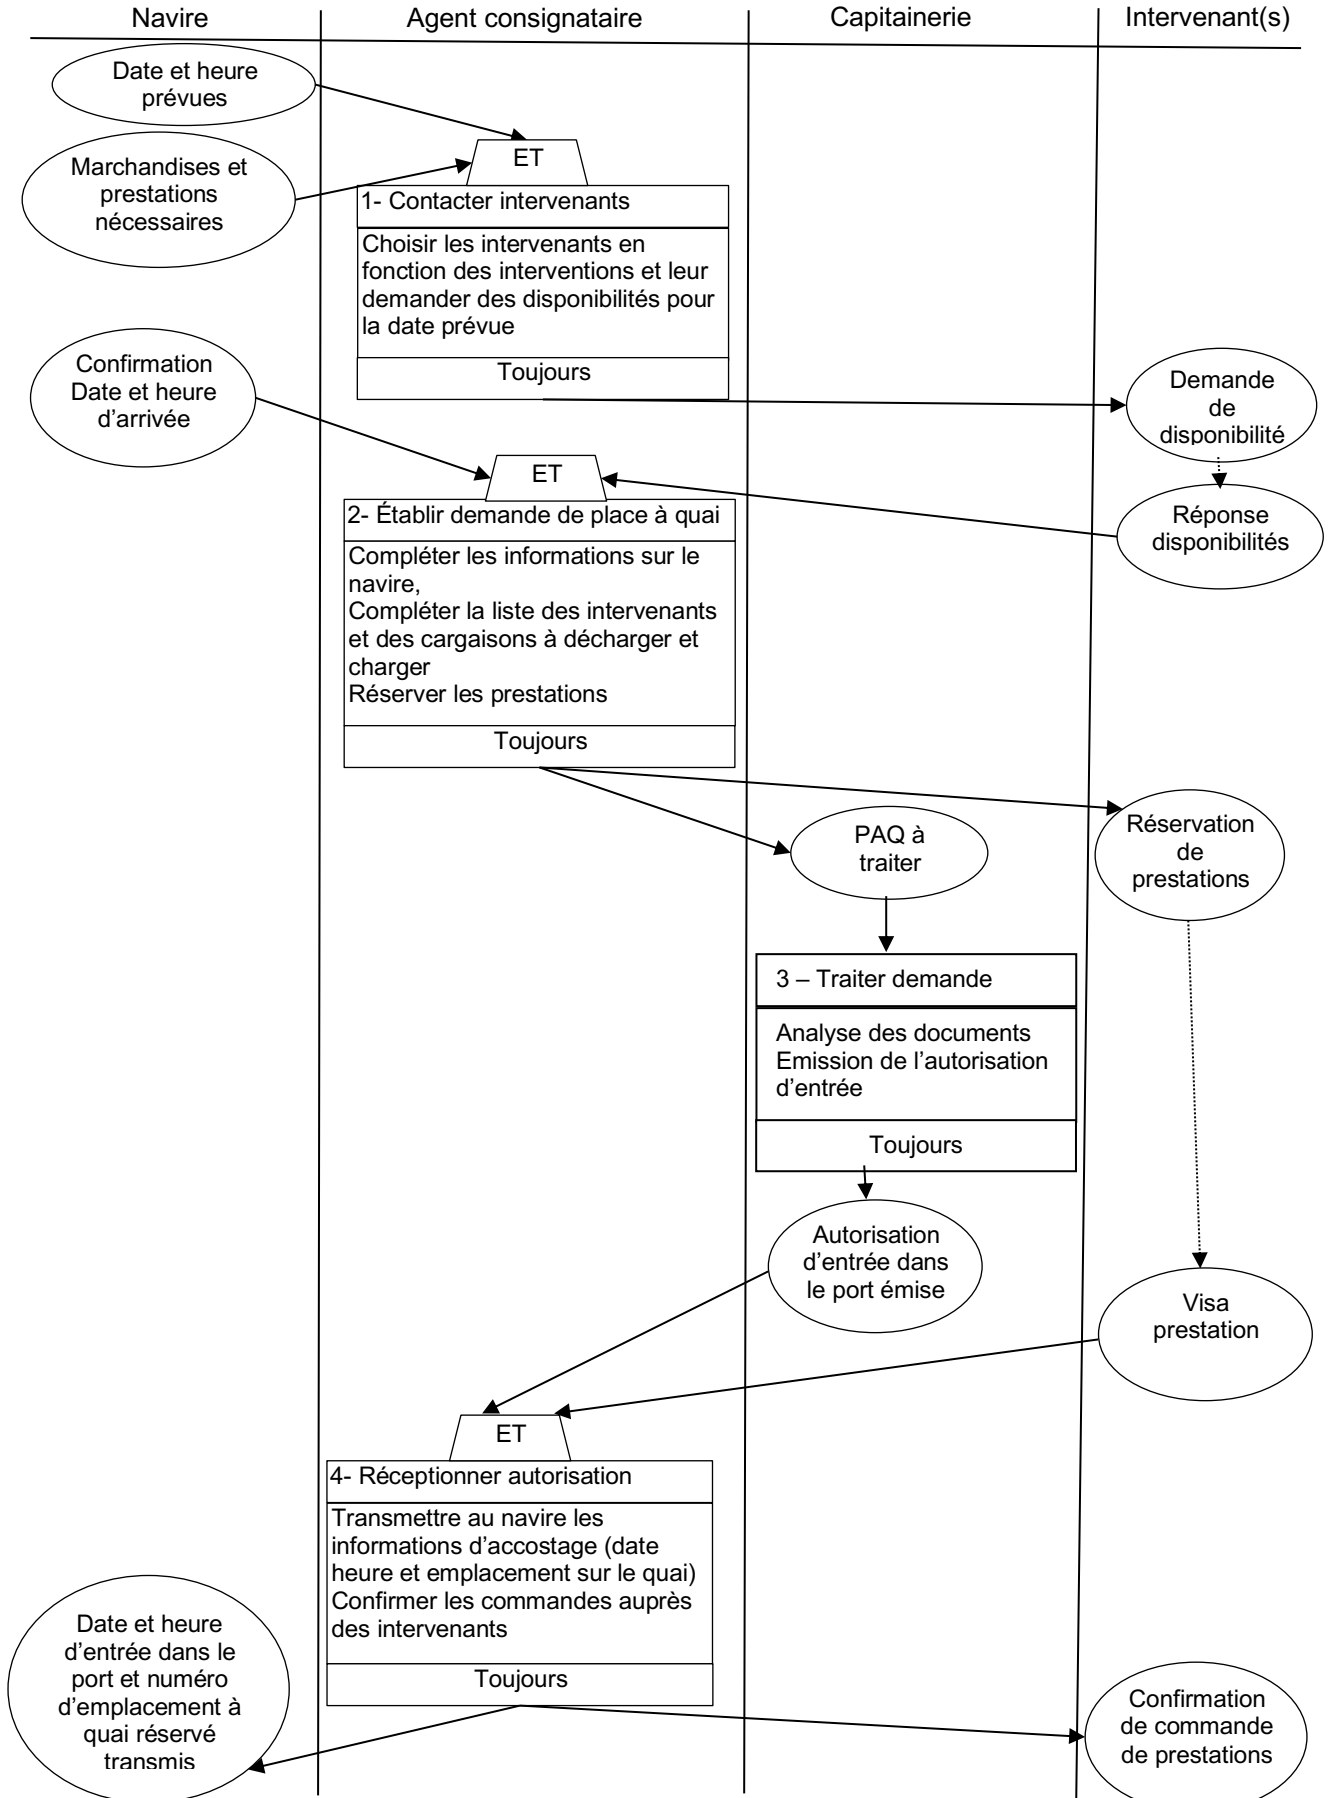 Navire
Agent consignataire
Capitainerie
Intervenant(s)
Date et heure
prévues
ET
Marchandises et
prestations
nécessaires
1- Contacter intervenants
Choisir les intervenants en
fonction des interventions et leur
demander des disponibilités pour
la date prévue
Toujours
Confirmation
Date et heure
d’arrivée
Demande
de
disponibilité
ET
Réponse
disponibilités
2- Établir demande de place à quai
Compléter les informations sur le
navire,
Compléter la liste des intervenants
et des cargaisons à décharger et
charger
Réserver les prestations
Toujours
PAQ à
traiter
Réservation
de
prestations
3 – Traiter demande
Analyse des documents
Emission de l’autorisation
d’entrée
Toujours
Autorisation
d’entrée dans
le port émise
Visa
prestation
ET
4- Réceptionner autorisation
Transmettre au navire les
informations d’accostage (date
heure et emplacement sur le quai)
Confirmer les commandes auprès
des intervenants
Toujours
Date et heure
d’entrée dans le
port et numéro
d’emplacement à
quai réservé
transmis
Confirmation
de commande
de prestations